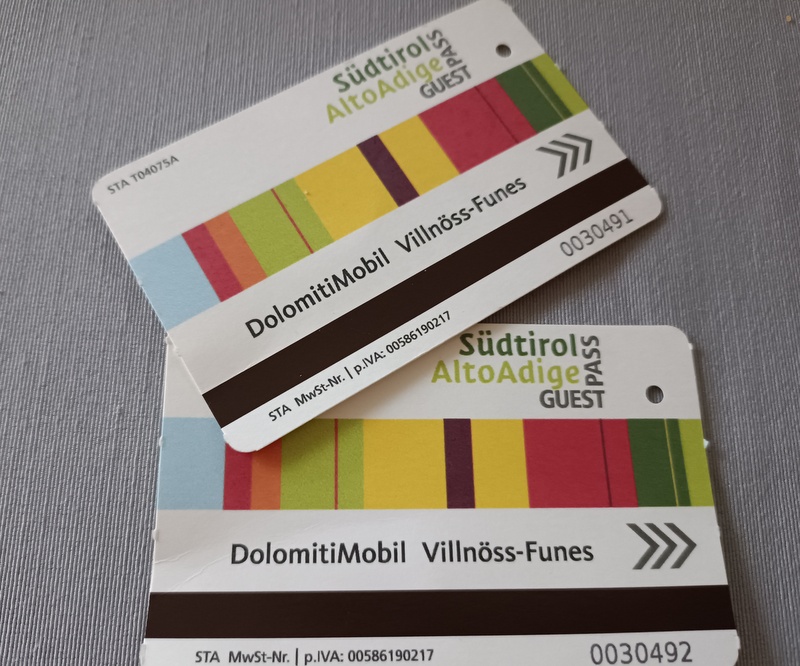 Südtirol
AltoAdige
GUEST
PASS
STA T04075A
DolomitiMobil Villnöss-Funes
0030491
STA MwSt-Nr. | p.IVA: 00586190217
Südtirol
AltoAdige
GUEST
PASS
DolomitiMobil Villnöss-Funes
STA MwSt-Nr. | p.IVA: 00586190217
0030492